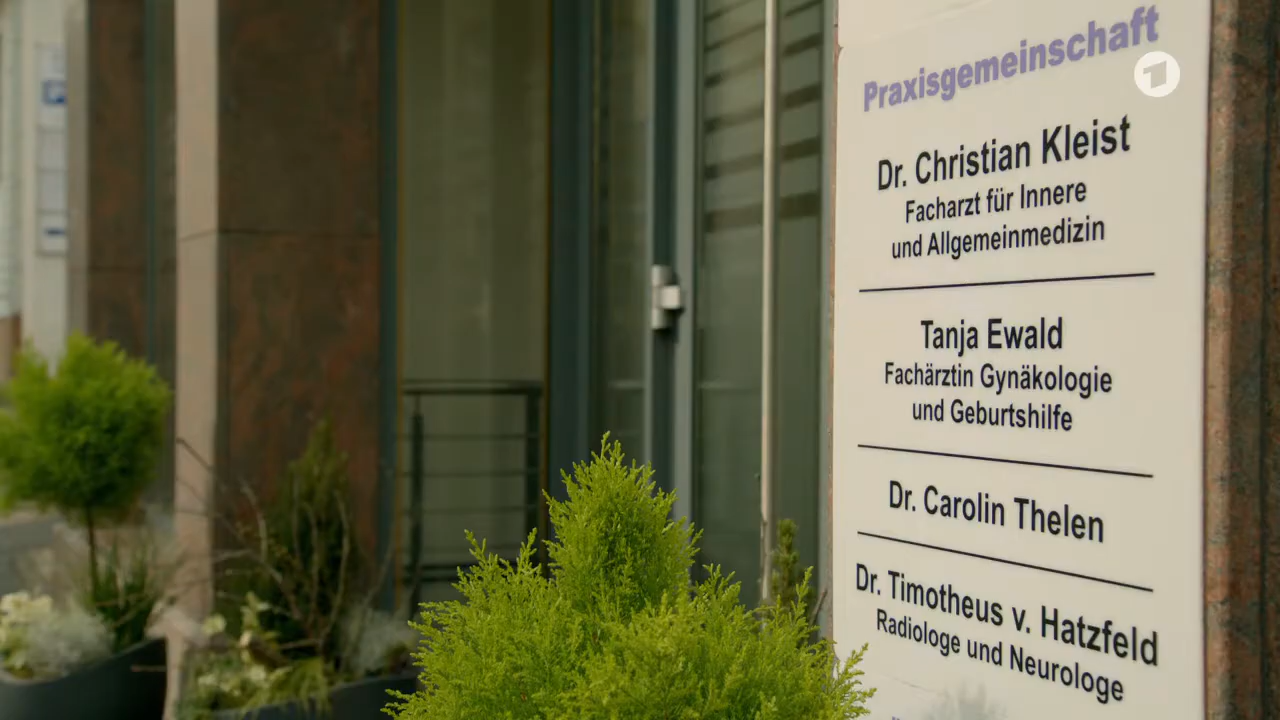 Praxisgemeinschaft
Dr. Christian Kleist
Facharzt für Innere
und Allgemeinmedizin
Tanja Ewald
Fachärztin Gynäkologie
und Geburtshilfe
Dr. Carolin Thelen
Dr. Timotheus v. Hatzfeld
Radiologe und Neurologe